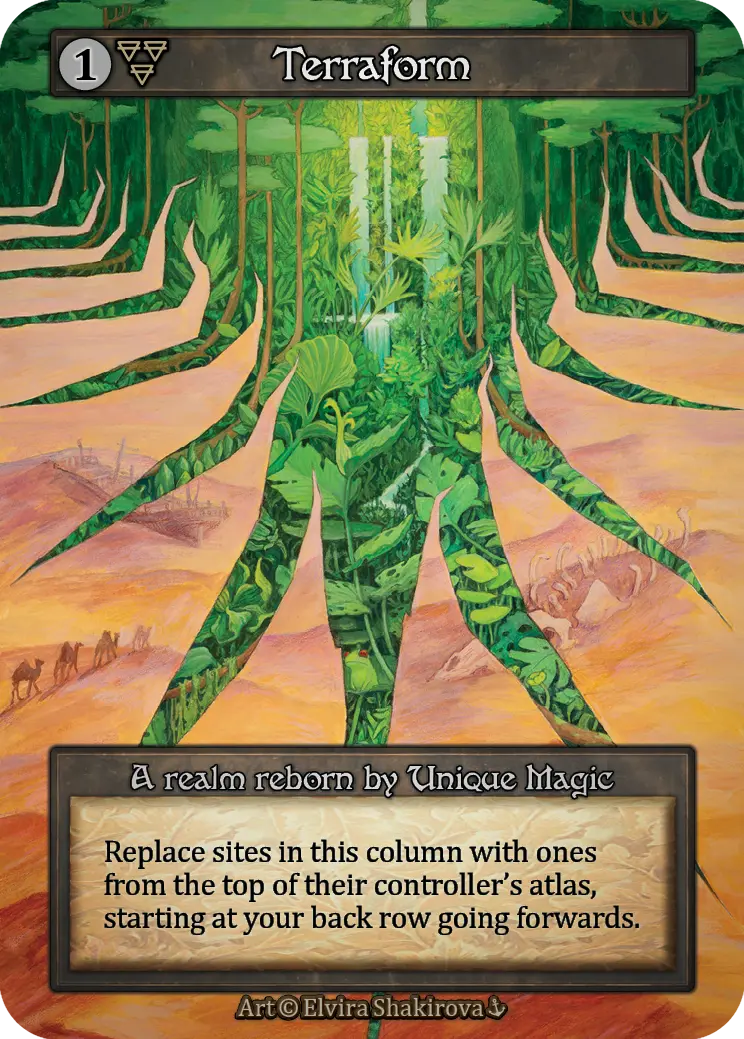 1
Terraform
A realm reborn by Unique Magic
Replace sites in this column with ones
from the top of their controller's atlas,
starting at your back row going forwards.
Art © Elvira Shakirova